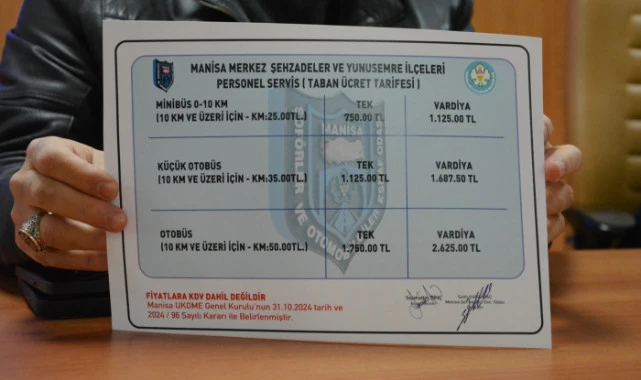 MANİSA MERKEZ ŞEHZADELER VE YUNUSEMRE İLÇELERİ
PERSONEL SERVİS ( TABAN ÜCRET TARİFESİ )
MİNİBÜS 0-10 KM TEK VARDİYA
(10 KM VE ÜZERİ İÇİN - KM:25.00TL.) 750.00 TL 1.125.00 TL
KÜÇÜK OTOBÜS TEK VARDİYA
(10 KM VE ÜZERİ İÇİN - KM:35.00TL) 1.125.00 TL 1.687.50 TL
OTOBÜS TEK VARDİYA
(10 KM VE ÜZERİ İÇİN - KM:50.00TL) 1.750.00 TL 2.625.00 TL
MANİSA
ŞOFÖRLER VE OTOMOB
FİYATLARA KDV DAHİL DEĞİLDİR
Manisa UKOME Genel Kurulu'nun 31.10.2024 tarih ve
2024 / 96 Sayılı Kararı ile Belirlenmiştir.